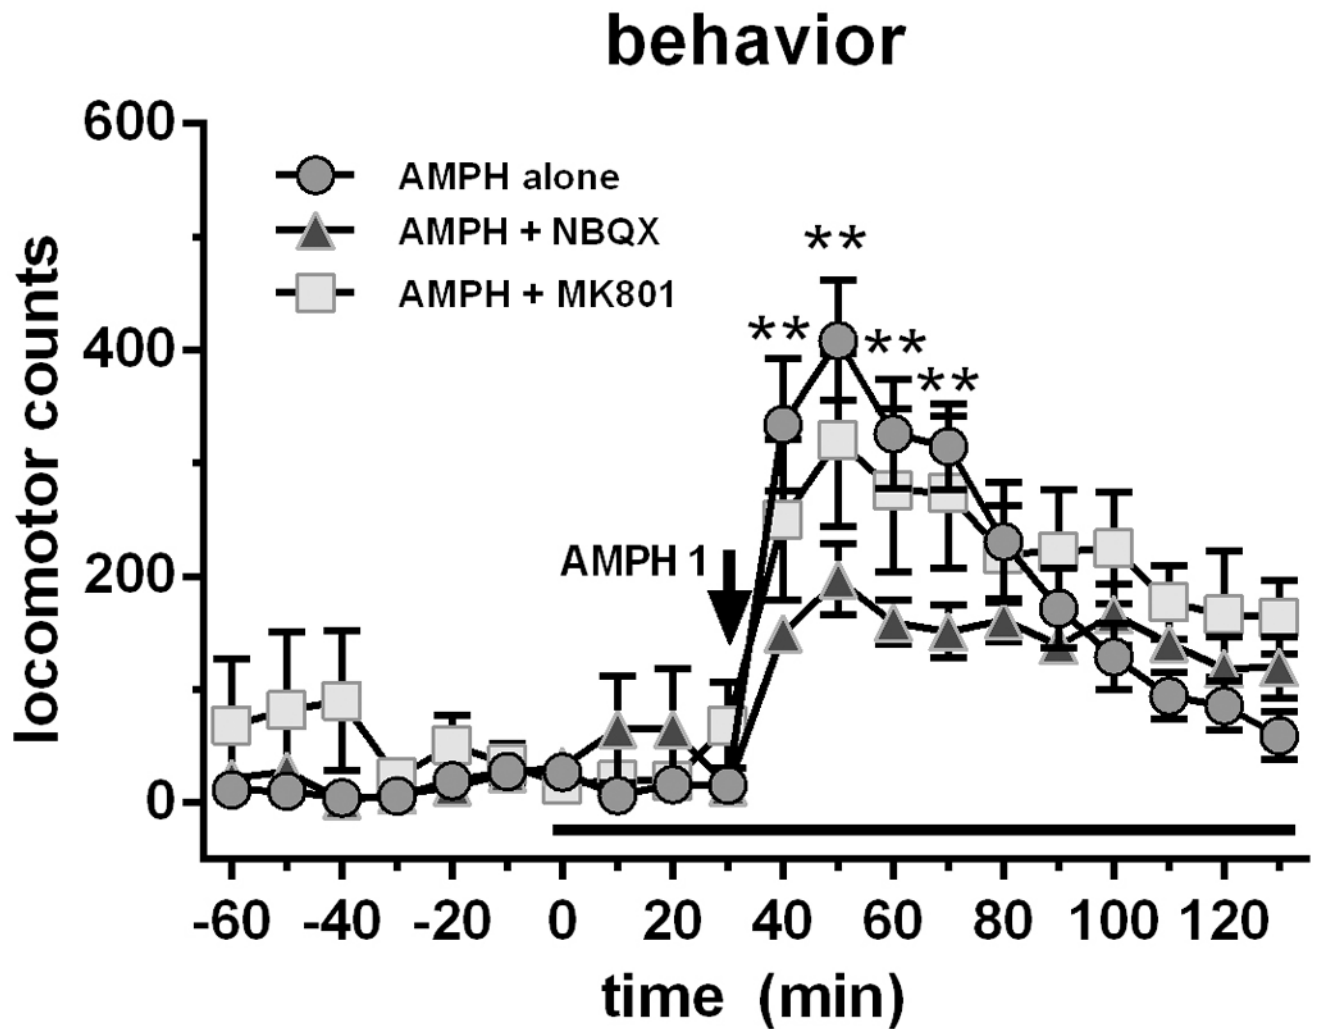 behavior
600
400
200
0
locomotor counts
AMPH alone
AMPH + NBQX
AMPH + MK801
**
**
**
**
AMPH 1
-60 -40 -20 0 20 40 60 80 100 120
time (min)